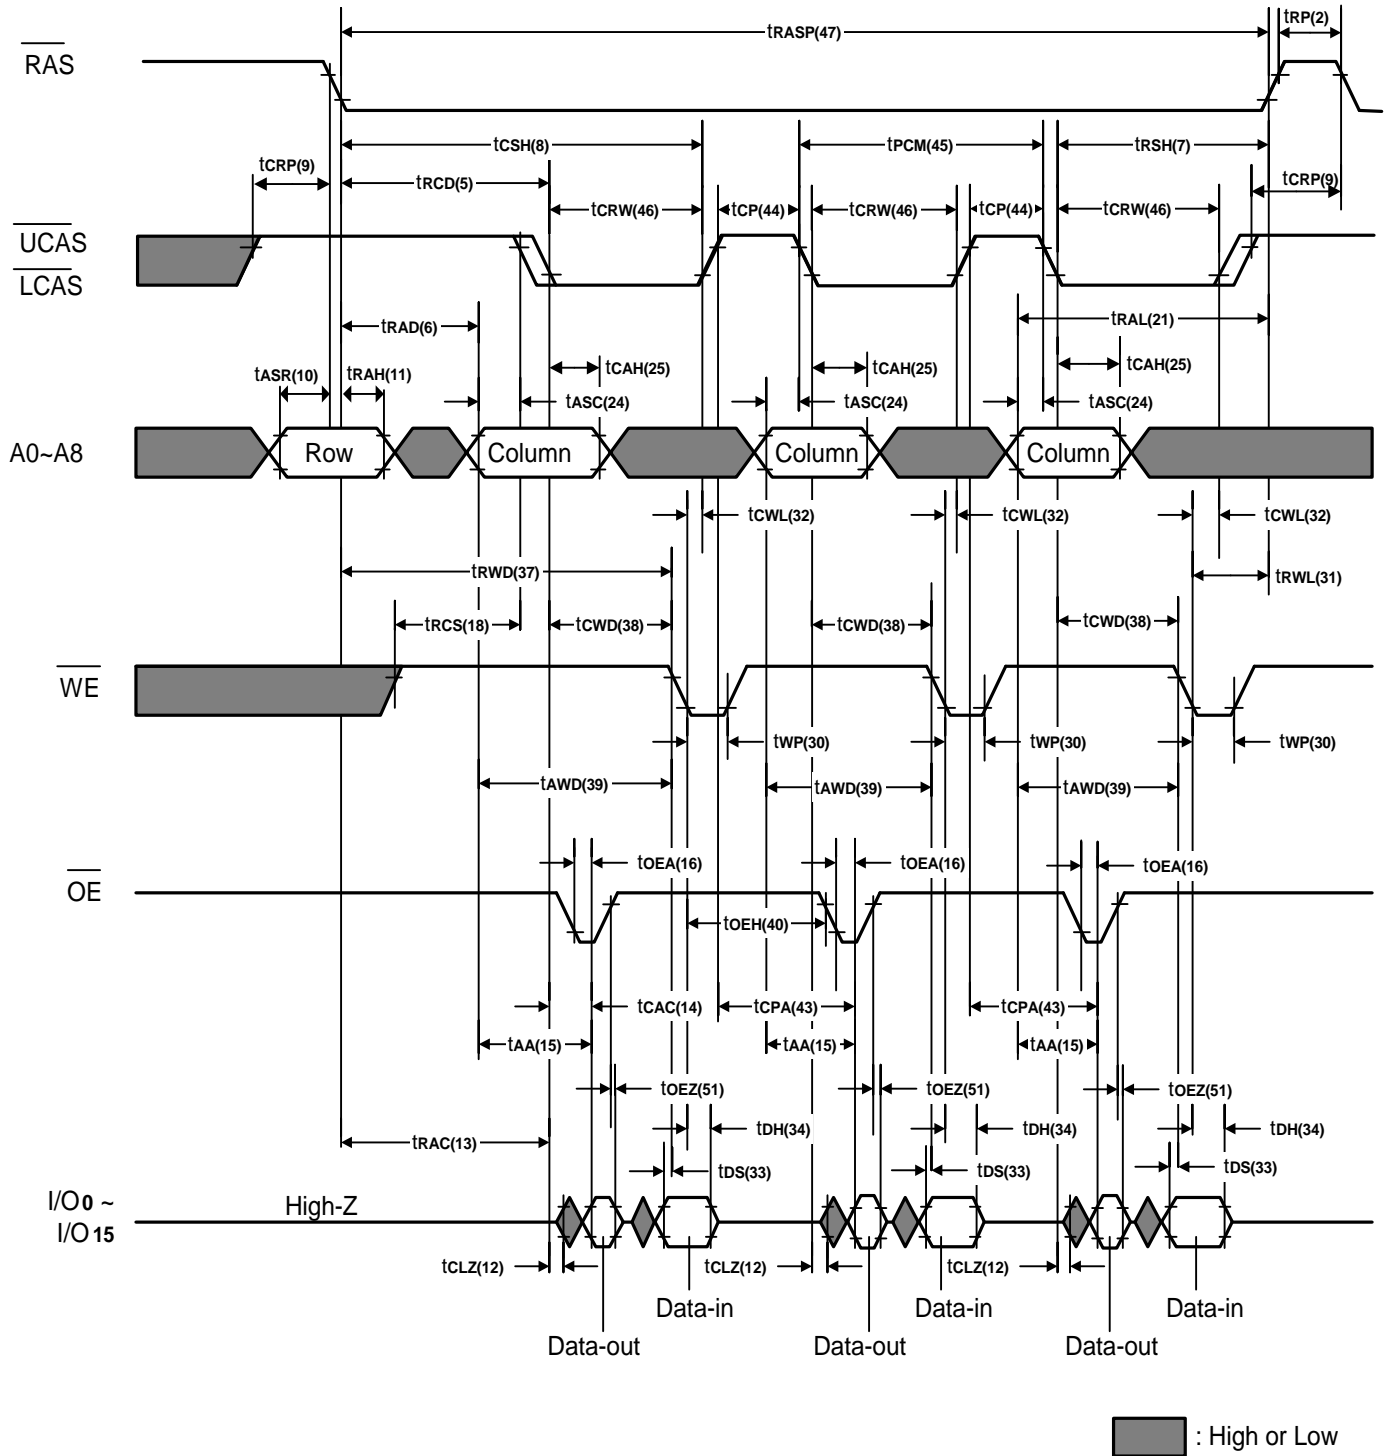 tRASP(47) tRP(2)
RAS
tCSH(8) tPCM(45) tRSH(7)
tCRP(9) tRCD(5) tCRP(9)
tCRW(46) tCP(44) tCRW(46) tCP(44) tCRW(46)
UCAS
LCAS
tRAD(6) tRAL(21)
tCAH(25) tCAH(25) tCAH(25)
tASR(10) tRAH(11)
tASC(24) tASC(24) tASC(24)
A0~A8 Row Column Column Column
tCWL(32) tCWL(32) tCWL(32)
tRWD(37) tRWL(31)
tRCS(18) tCWD(38) tCWD(38) tCWD(38)
WE
tWP(30) tWP(30) tWP(30)
tAWD(39) tAWD(39) tAWD(39)
tOEA(16) tOEA(16) tOEA(16)
OE
tOEH(40)
tCAC(14) tCPA(43) tCPA(43)
tAA(15) tAA(15) tAA(15)
tOEZ(51) tOEZ(51) tOEZ(51)
tRAC(13) tDH(34) tDH(34) tDH(34)
tDS(33) tDS(33) tDS(33)
I/O0 ~ High-Z
I/O15
tCLZ(12) tCLZ(12) tCLZ(12)
Data-in Data-in Data-in
Data-out Data-out Data-out
: High or Low